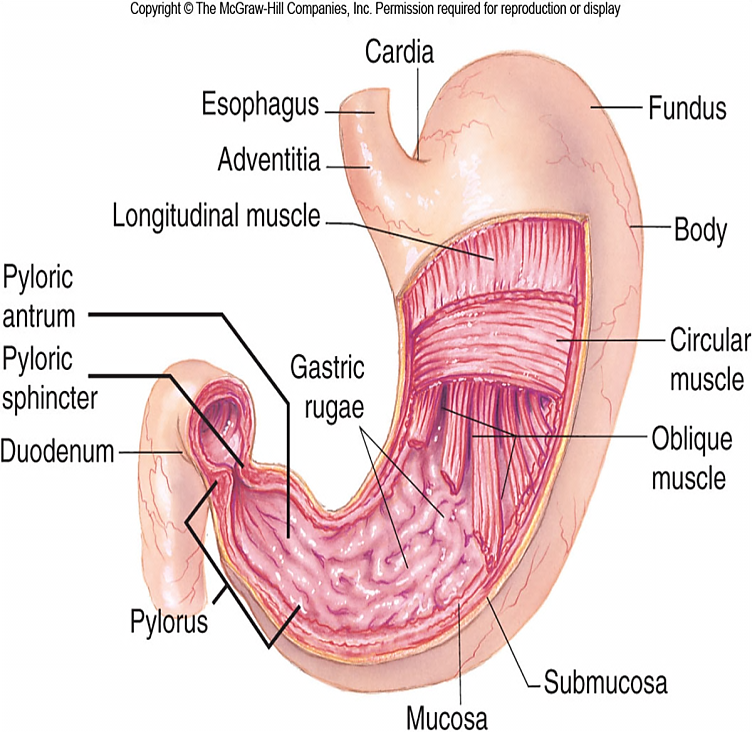 Copyright © The McGraw-Hill Companies, Inc. Permission required for reproduction or display
Cardia
Esophagus
Fundus
Adventitia
Longitudinal muscle
Body
Pyloric
antrum
Pyloric
sphincter
Gastric
rugae
Circular
muscle
Duodenum
Oblique
muscle
Pylorus
Submucosa
Mucosa